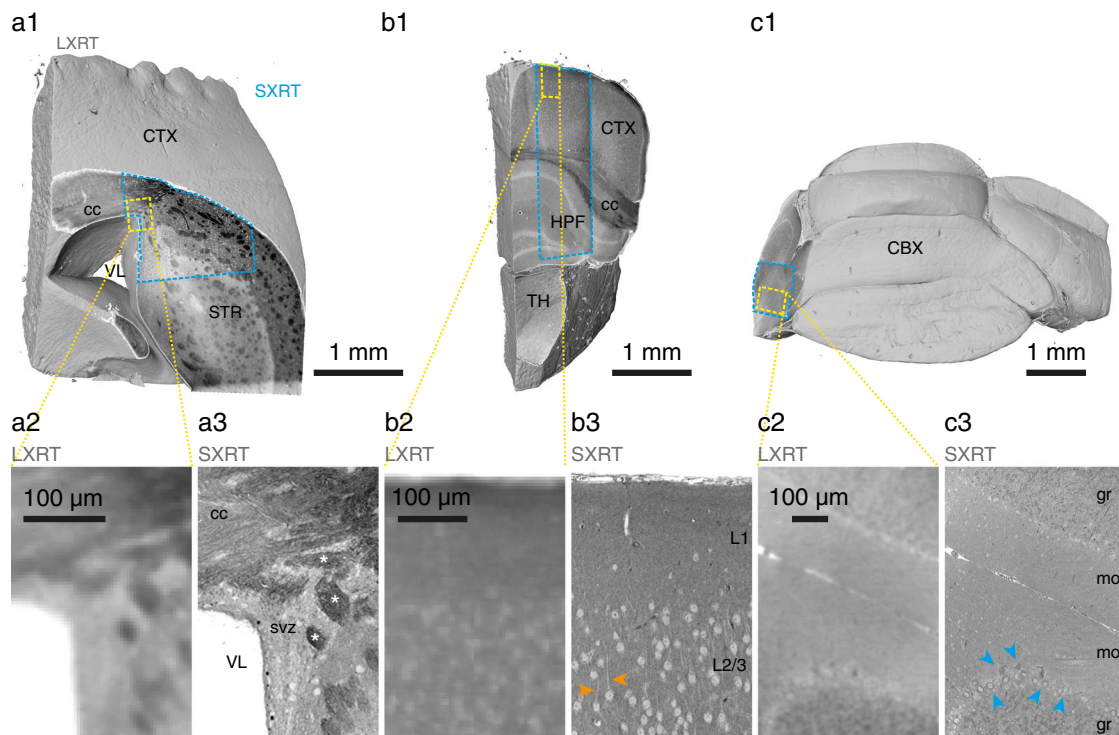 a1
b1
c1
LXRT
SXRT
CTX
cc
VL
STR
1 mm
CTX
cc
HPF
TH
1 mm
CBX
1 mm
a2
LXRT
100 µm
a3
SXRT
cc
*
*
*
svz
VL
b2
LXRT
100 µm
b3
SXRT
L1
L2/3
c2
LXRT
100 µm
c3
SXRT
gr
mo
mo
gr